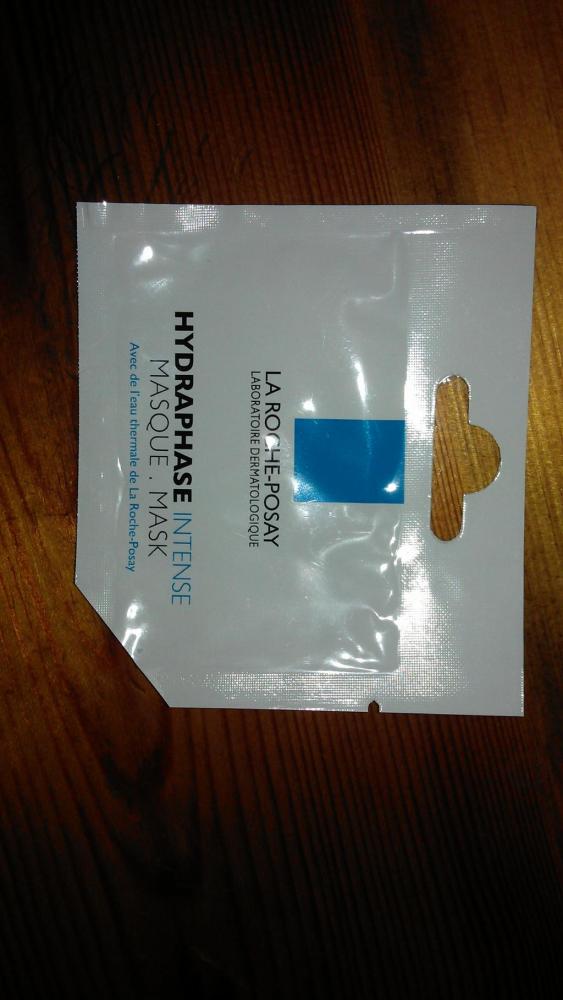 LA ROCHE-POSAY
LABORATOIRE DERMATOLOGIQUE
HYDRAPHASE INTENSE
MASQUE . MASK
Avec de l'eau thermale de La Roche-Posay